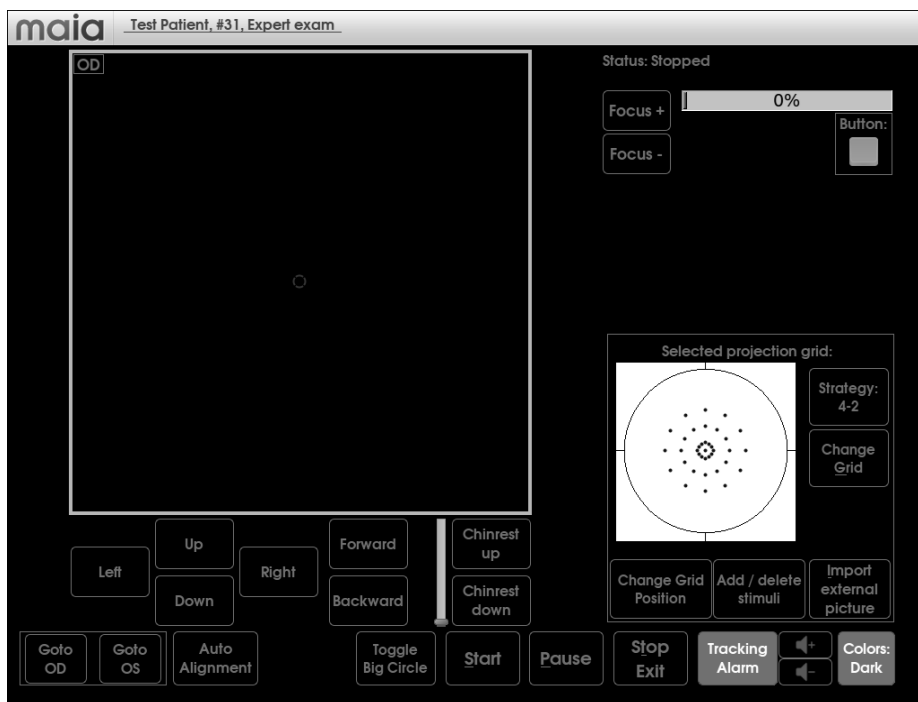 maia Test Patient, #31, Expert exam
OD
Status: Stopped
Focus +
0%
Button:
Focus -
Selected projection grid:
Strategy:
4-2
Change
Grid
Up
Forward
Chinrest
up
Left
Right
Down
Backward
Chinrest
down
Change Grid
Position
Add / delete
stimuli
Import
external
picture
Goto
OD
Goto
OS
Auto
Alignment
Toggle
Big Circle
Start
Pause
Stop
Exit
Tracking
Alarm
+
-
Colors:
Dark